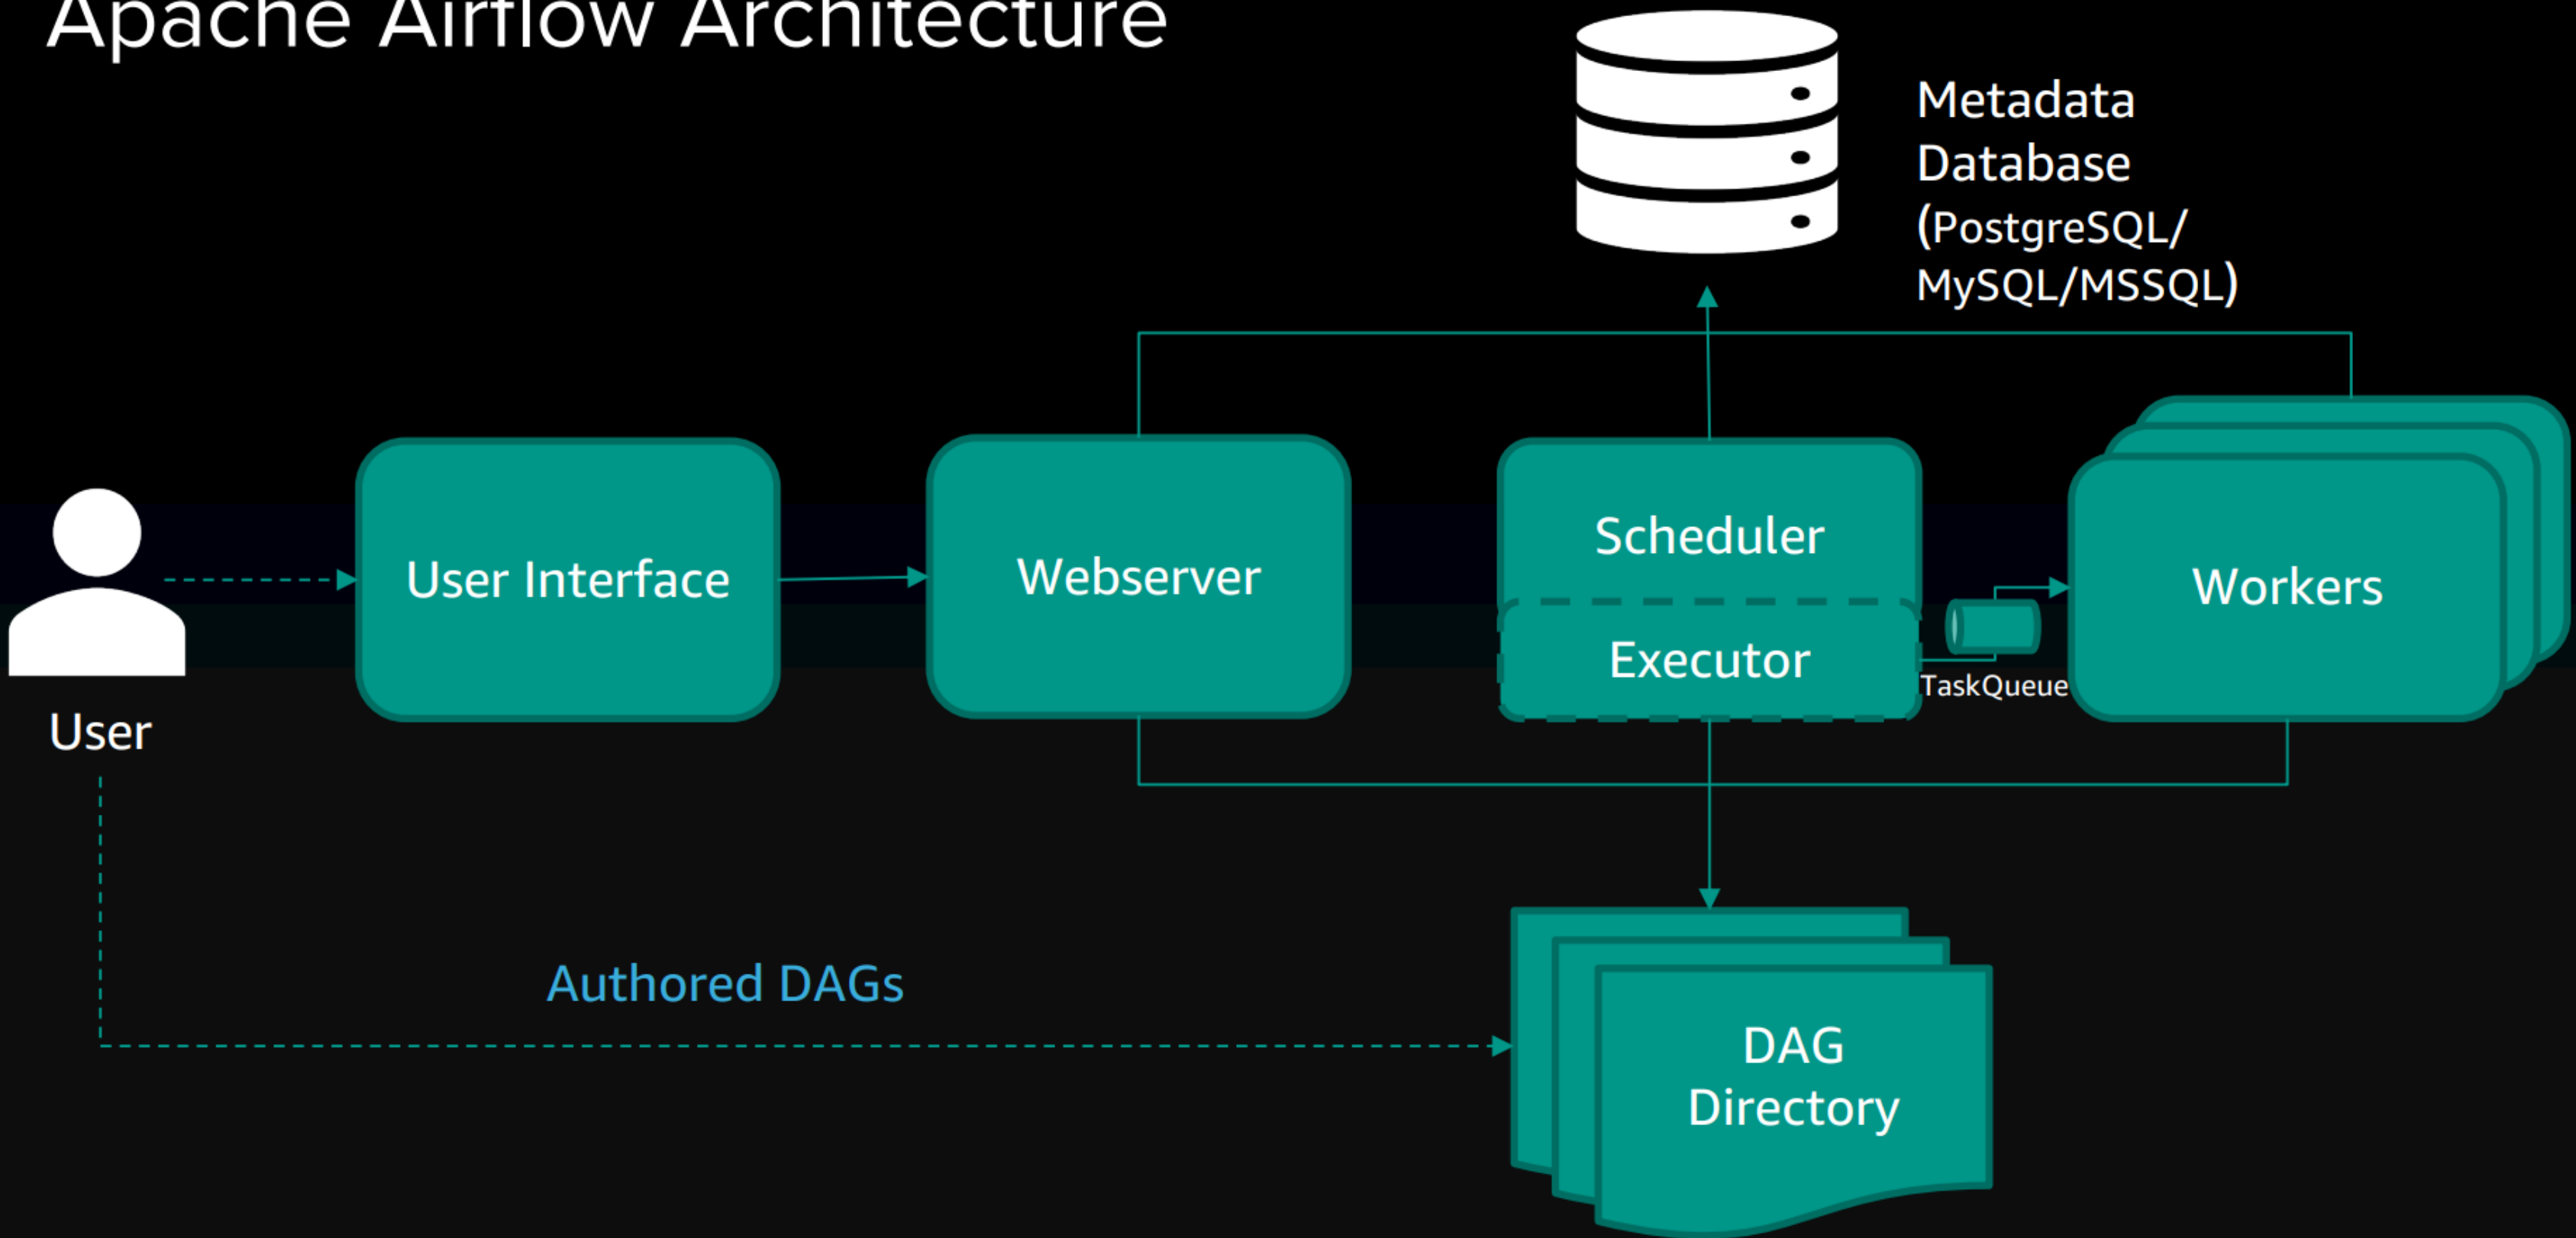 Apache Airflow Architecture
Metadata
Database
(PostgreSQL/
MySQL/MSSQL)
User Interface
Webserver
Scheduler
Executor
TaskQueue
Workers
User
Authored DAGs
DAG
Directory